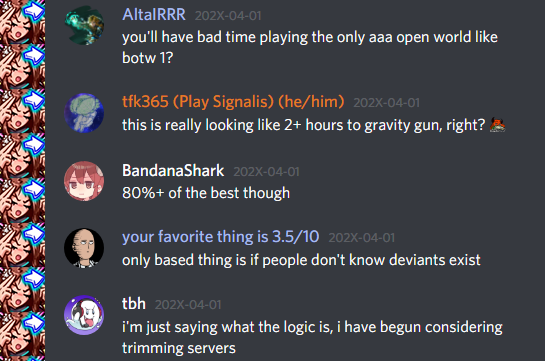 AltalRRR 202X-04-01
you'll have bad time playing the only aaa open world like
botw 1?
tfk365 (Play Signalis) (he/him) 202X-04-01
this is really looking like 2+ hours to gravity gun, right?
BandanaShark 202X-04-01
80%+ of the best though
your favorite thing is 3.5/10 202X-04-01
only based thing is if people don't know deviants exist
tbh 202X-04-01
i'm just saying what the logic is, i have begun considering
trimming servers